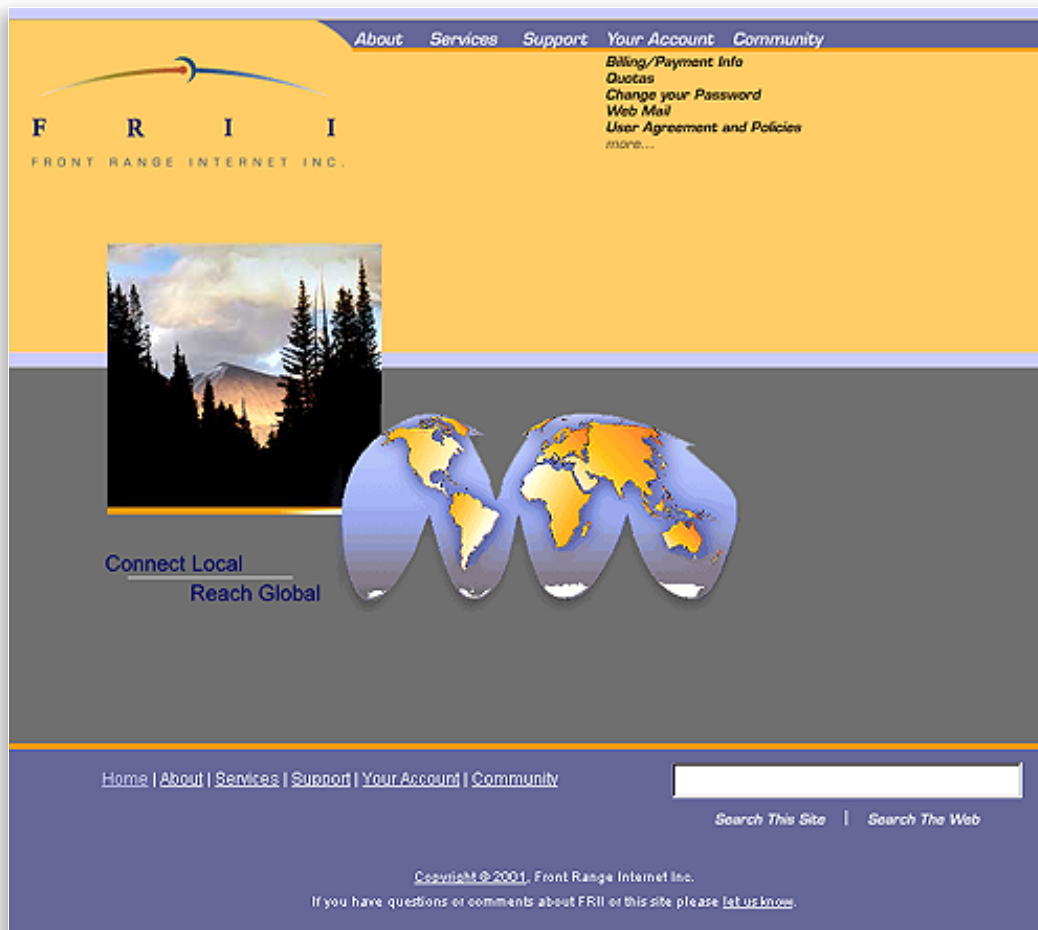 About Services Support Your Account Community
Billing/Payment Info
Quotas
Change your Password
Web Mail
User Agreement and Policies
more...
F R I I
FRONT RANGE INTERNET INC.
Connect Local
Reach Global
Home | About | Services | Support | Your Account | Community
Search This Site | Search The Web
Copyright © 2001, Front Range Internet Inc.
If you have questions or comments about FRII or this site please let us know.